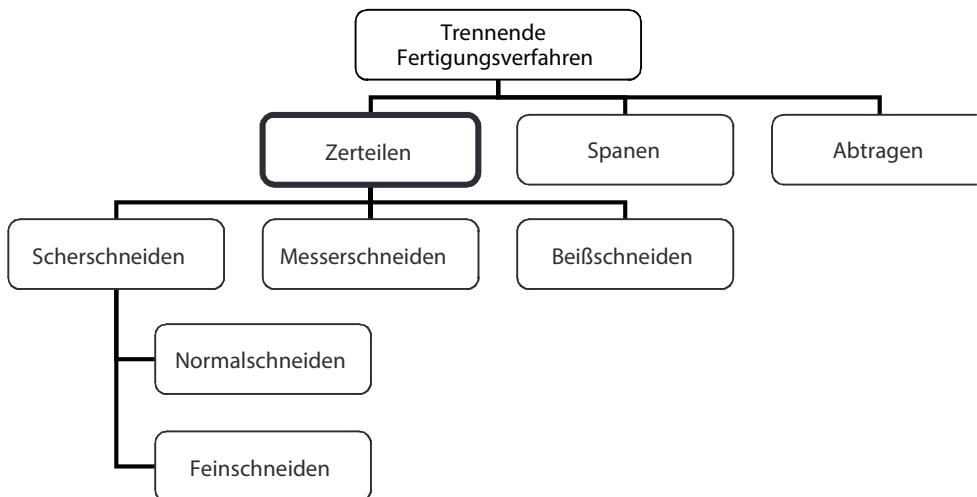 Trennende
Fertigungsverfahren
Zerteilen
Spanen
Abtragen
Scherschneiden
Messerschneiden
Beißschneiden
Normalschneiden
Feinschneiden